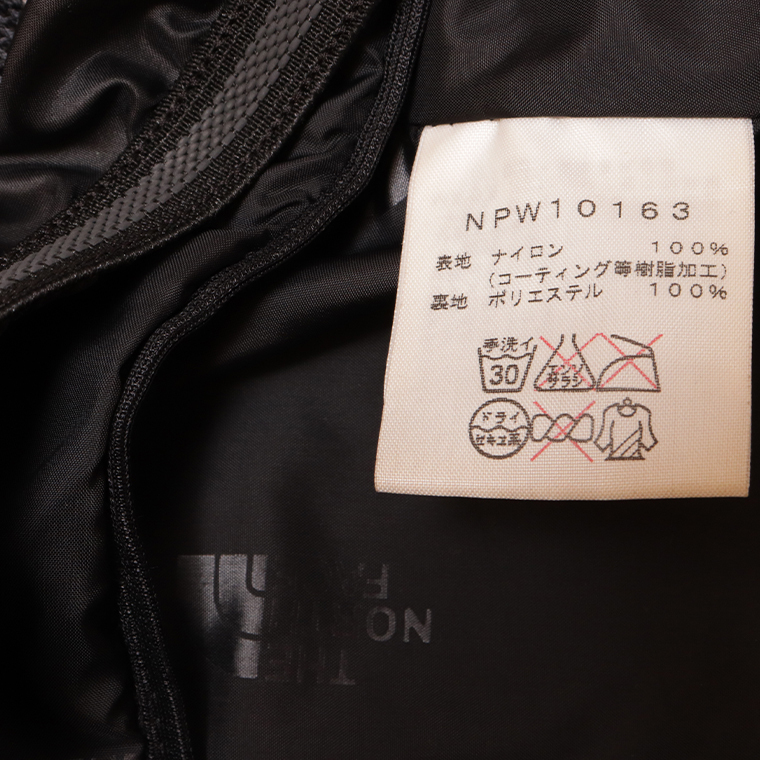 NPW10163
表地 ナイロン 100%
(コーティング等樹脂加工)
裏地 ポリエステル 100%
手洗イ
30
エンソ
サラシ
ドライ
セキユ系
THE
NORTH
FACE